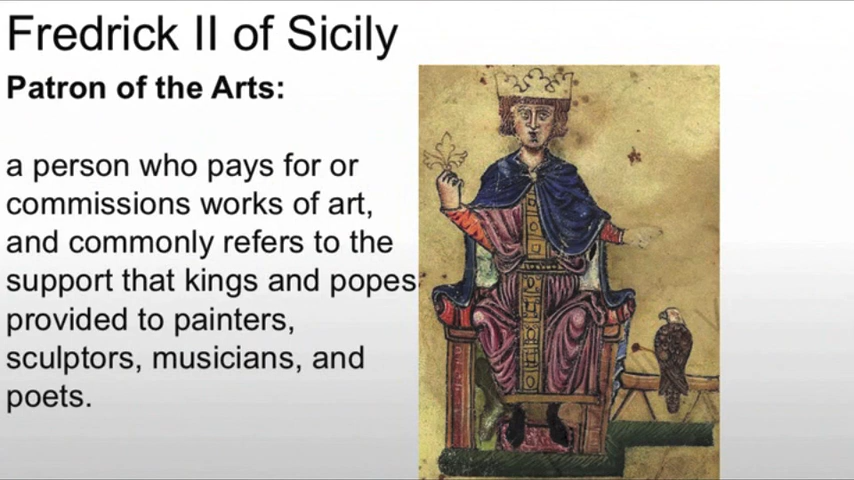 Fredrick II of Sicily
Patron of the Arts:
a person who pays for or
commissions works of art,
and commonly refers to the
support that kings and popes
provided to painters,
sculptors, musicians, and
poets.